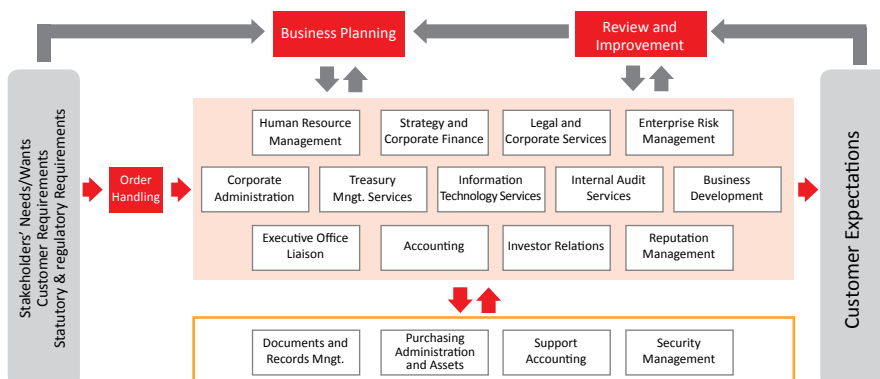 Business Planning
Review and
Improvement
Stakeholders' Needs/Wants
Customer Requirements
Statutory & regulatory Requirements
Order
Handling
Human Resource
Management
Strategy and
Corporate Finance
Legal and
Corporate Services
Enterprise Risk
Management
Corporate
Administration
Treasury
Mngt. Services
Information
Technology Services
Internal Audit
Services
Business
Development
Executive Office
Liaison
Accounting
Investor Relations
Reputation
Management
Documents and
Records Mngt.
Purchasing
Administration
and Assets
Support
Accounting
Security
Management
Customer Expectations